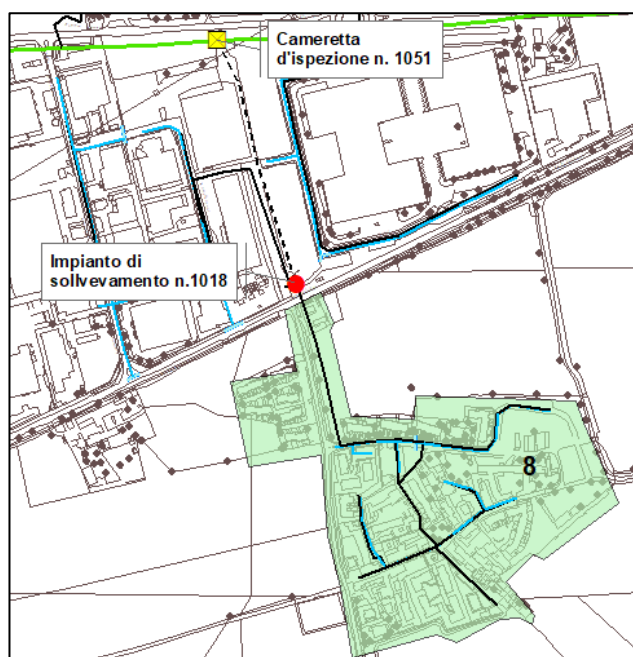 Cameretta
d'ispezione n. 1051
Impianto di
sollvevamento n.1018
8